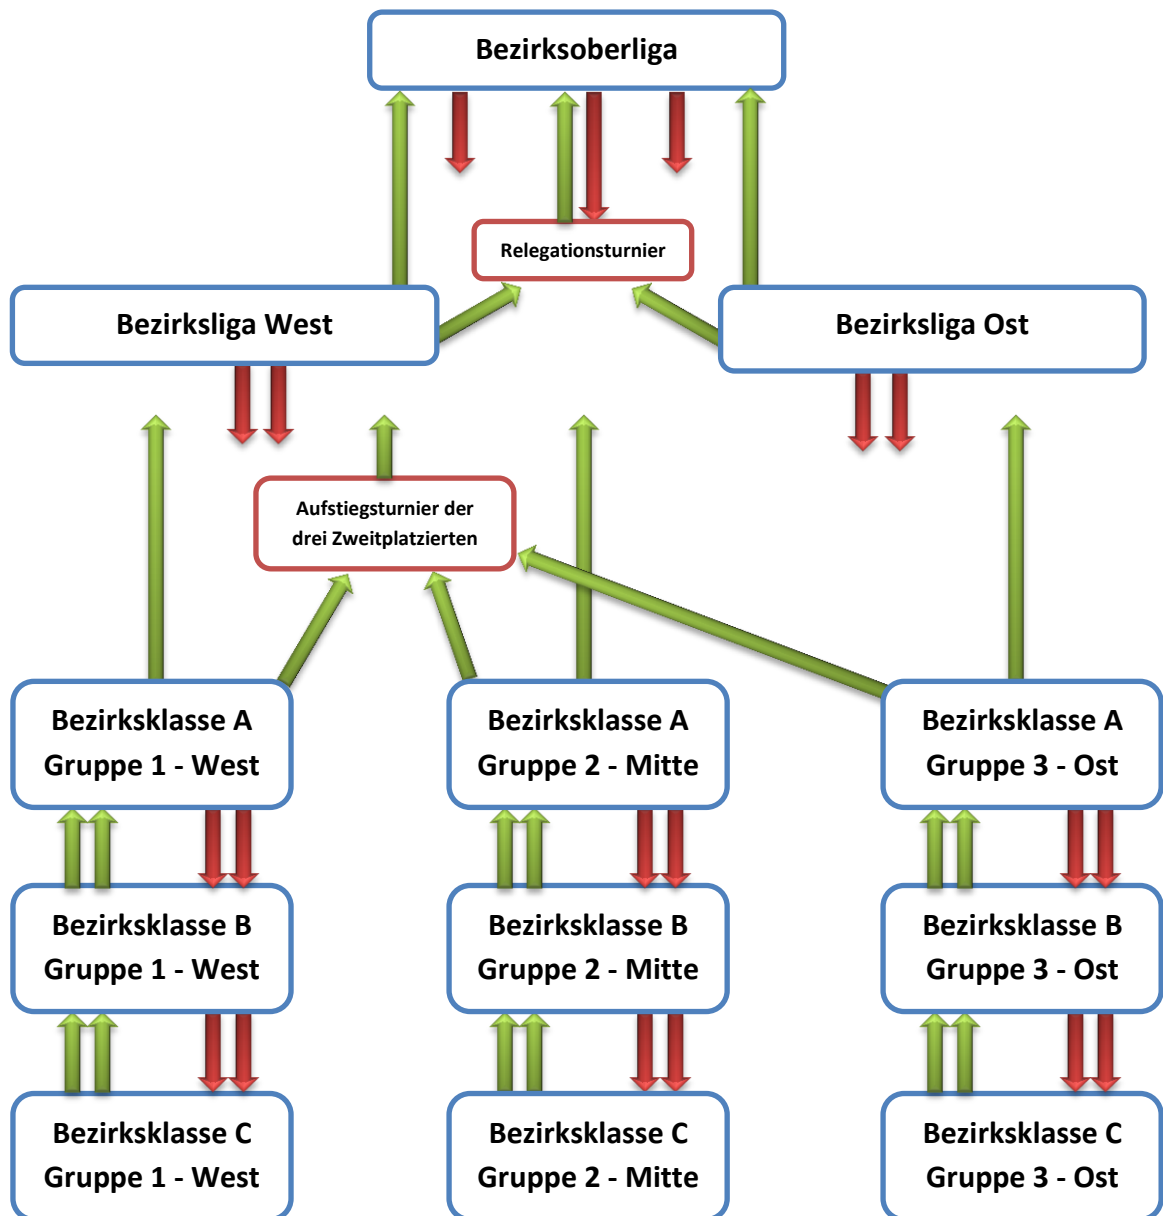 Bezirksoberliga
Relegationsturnier
Bezirksliga West
Bezirksliga Ost
Aufstiegsturnier der
drei Zweitplatzierten
Bezirksklasse A
Gruppe 1 - West
Bezirksklasse A
Gruppe 2 - Mitte
Bezirksklasse A
Gruppe 3 - Ost
Bezirksklasse B
Gruppe 1 - West
Bezirksklasse B
Gruppe 2 - Mitte
Bezirksklasse B
Gruppe 3 - Ost
Bezirksklasse C
Gruppe 1 - West
Bezirksklasse C
Gruppe 2 - Mitte
Bezirksklasse C
Gruppe 3 - Ost